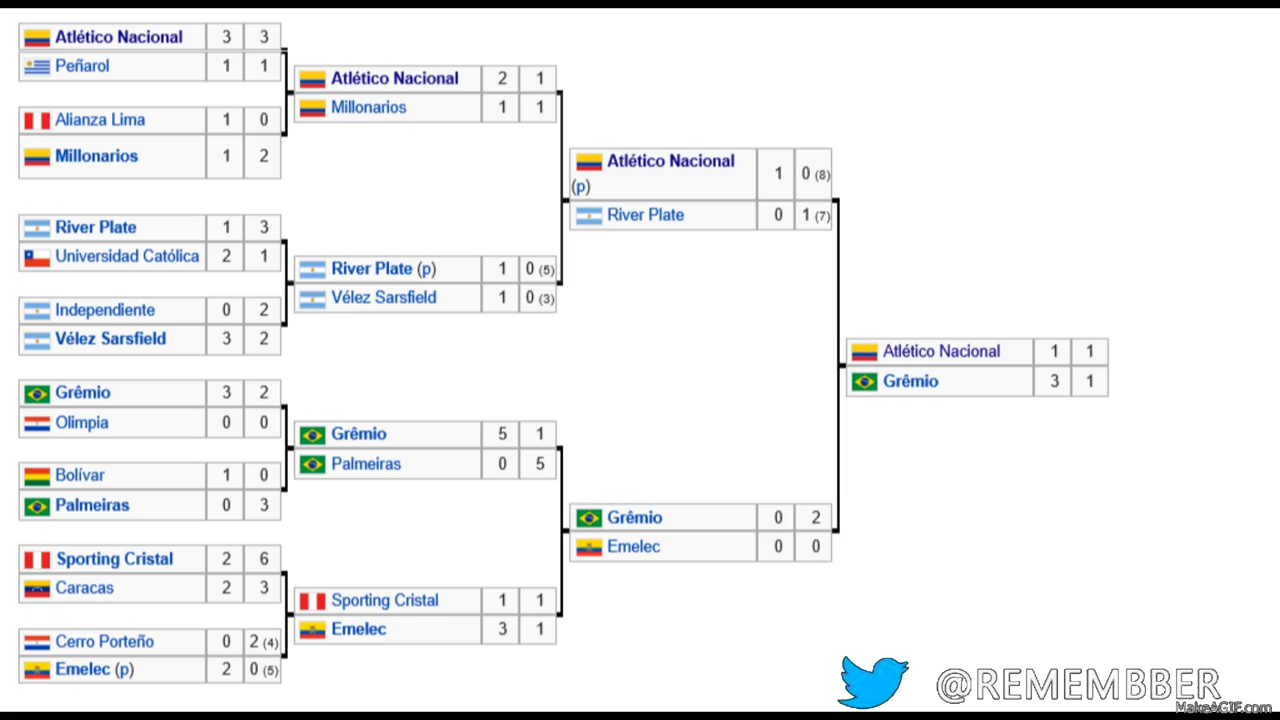 Atlético Nacional 3 3
Peñarol 1 1
Alianza Lima 1 0
Millonarios 1 2
River Plate 1 3
Universidad Católica 2 1
Independiente 0 2
Vélez Sarsfield 3 2
Grêmio 3 2
Olimpia 0 0
Bolívar 1 0
Palmeiras 0 3
Sporting Cristal 2 6
Caracas 2 3
Cerro Porteño 0 2 (4)
Emelec (p) 2 0 (5)
Atlético Nacional 2 1
Millonarios 1 1
River Plate (p) 1 0 (5)
Vélez Sarsfield 1 0 (3)
Grêmio 5 1
Palmeiras 0 5
Sporting Cristal 1 1
Emelec 3 1
Atlético Nacional
(p) 1 0 (8)
River Plate 0 1 (7)
Grêmio 0 2
Emelec 0 0
Atlético Nacional 1 1
Grêmio 3 1
@REMEMBBER
MakeAGIF.com